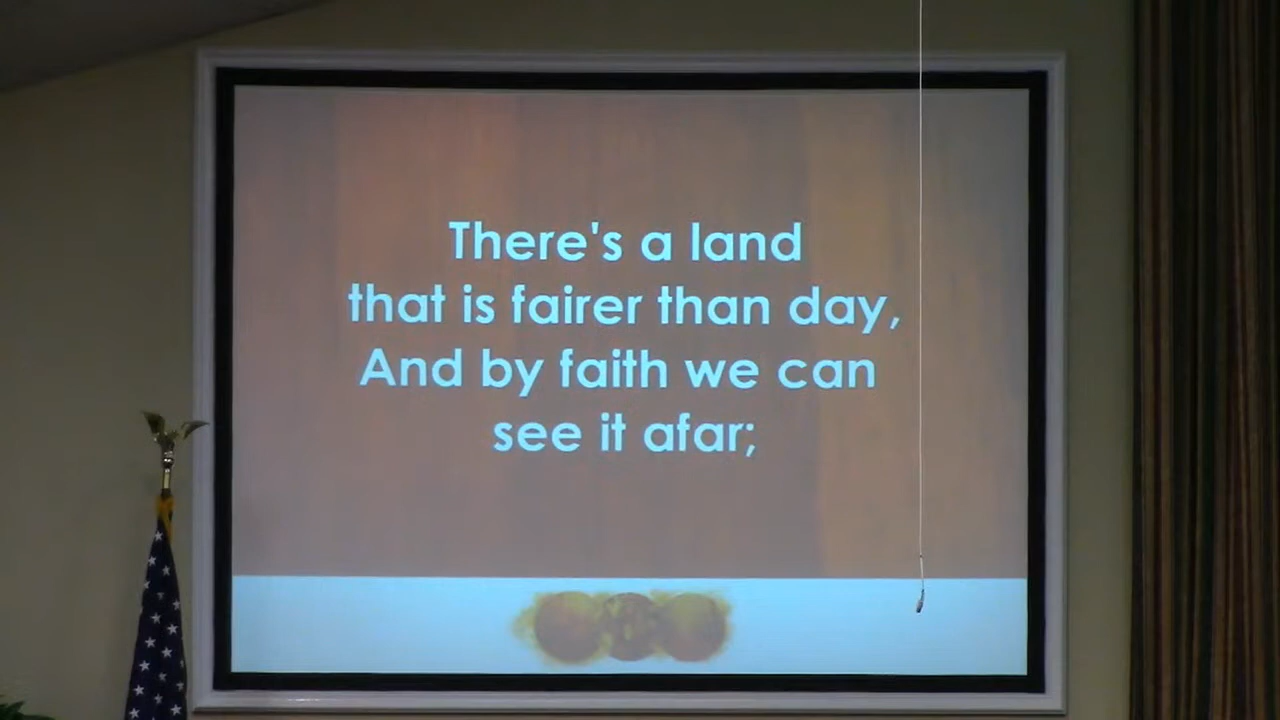 There's a land
that is fairer than day,
And by faith we can
see it afar;